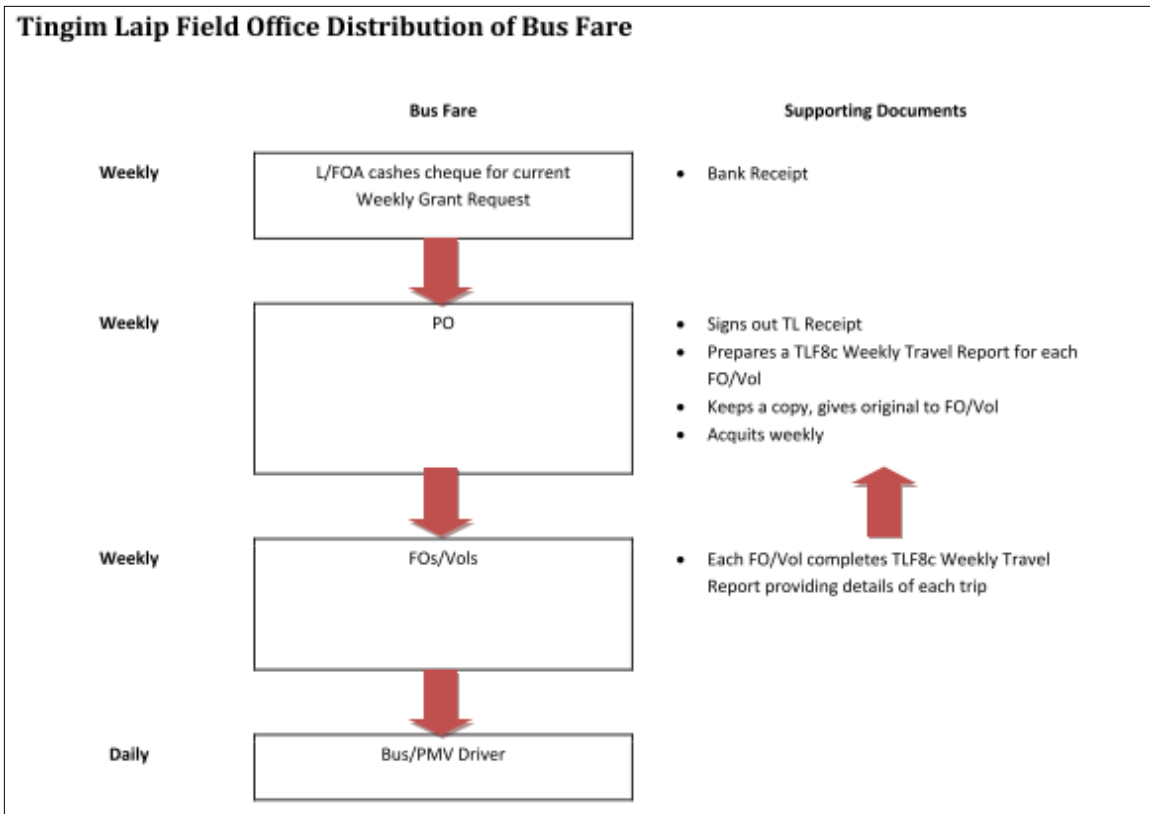 Tingim Laip Field Office Distribution of Bus Fare
Bus Fare
Supporting Documents
Weekly
L/FOA cashes cheque for current
Weekly Grant Request
• Bank Receipt
Weekly
PO
• Signs out TL Receipt
• Prepares a TLF8c Weekly Travel Report for each
FO/Vol
• Keeps a copy, gives original to FO/Vol
• Acquits weekly
Weekly
FOs/Vols
• Each FO/Vol completes TLF8c Weekly Travel
Report providing details of each trip
Daily
Bus/PMV Driver